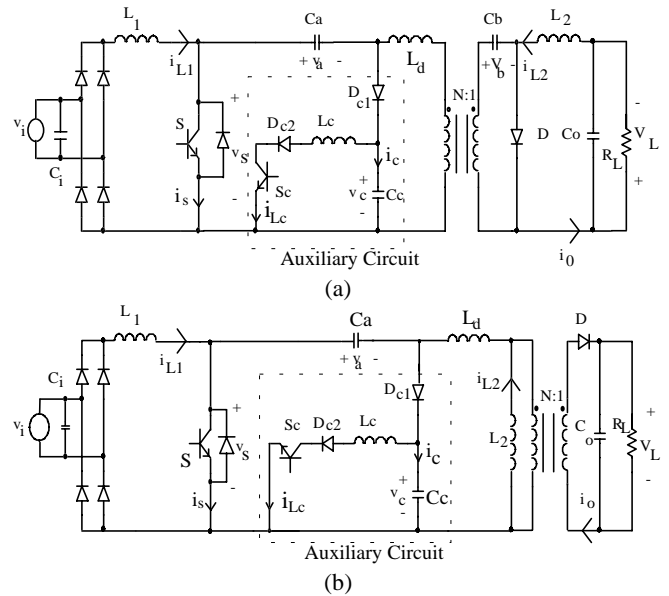 L1
Ca
Cb
L2
iL1
+ va -
Ld
+ Vb -
iL2
N:1
Dc1
Dc2
Lc
S
vS
vi
Ci
Sc
ic
vc
Cc
is
iLc
D
Co
RL
VL
Auxiliary Circuit
i0
(a)
L1
Ca
Ld
D
iL1
+ va -
Ci
iL2
N:1
Dc1
Sc
Dc2
Lc
vi
S
vS
L2
Co
RL
VL
ic
is
iLc
vc
Cc
io
Auxiliary Circuit
(b)